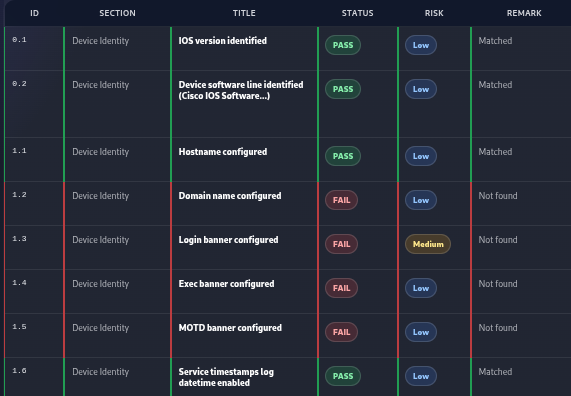 ID SECTION TITLE STATUS RISK REMARK
0.1 Device Identity IOS version identified PASS Low Matched
0.2 Device Identity Device software line identified PASS Low Matched
(Cisco IOS Software...)
1.1 Device Identity Hostname configured PASS Low Matched
1.2 Device Identity Domain name configured FAIL Low Not found
1.3 Device Identity Login banner configured FAIL Medium Not found
1.4 Device Identity Exec banner configured FAIL Low Not found
1.5 Device Identity MOTD banner configured FAIL Low Not found
1.6 Device Identity Service timestamps log PASS Low Matched
datetime enabled